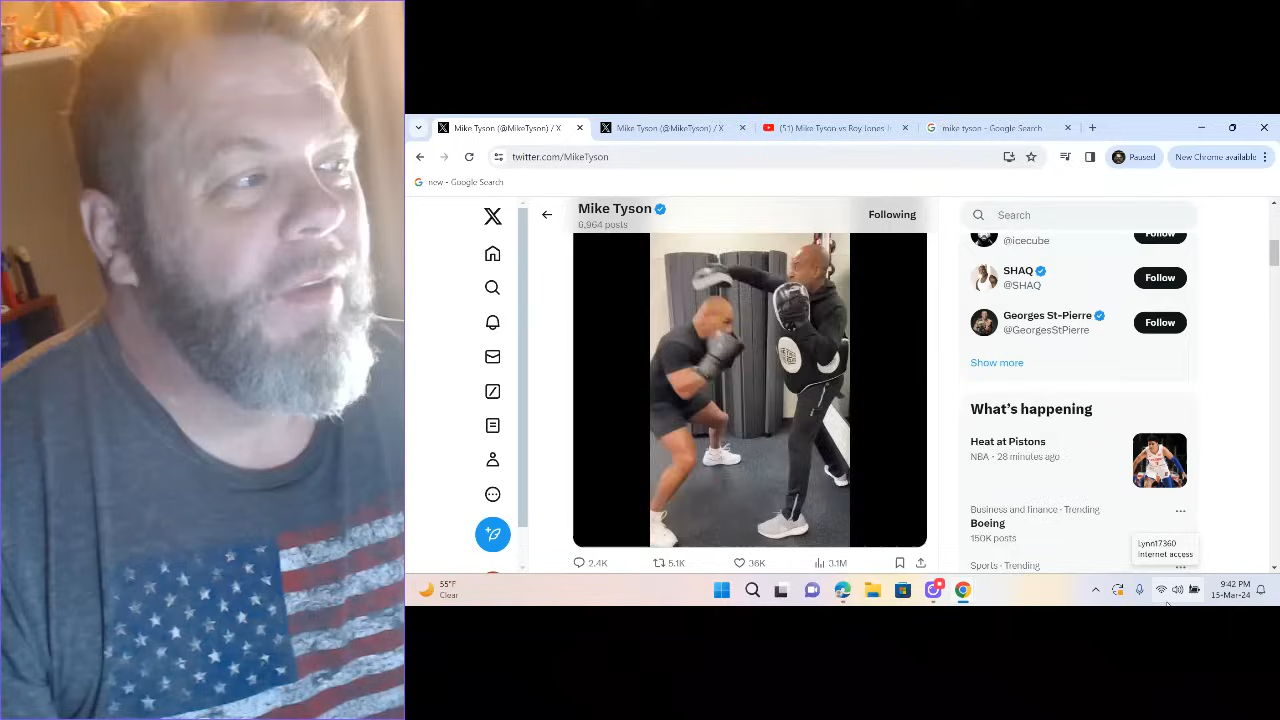 Mike Tyson (@MikeTyson) / X
Mike Tyson (@MikeTyson) / X
(51) Mike Tyson vs Roy Jones
mike tyson - Google Search
twitter.com/MikeTyson
Paused
New Chrome available
new - Google Search
Mike Tyson
6,964 posts
Following
Search
@icecube
Follow
SHAQ
@SHAQ
Follow
Georges St-Pierre
@GeorgesStPierre
Follow
Show more
What's happening
Heat at Pistons
NBA · 28 minutes ago
Business and finance · Trending
Boeing
150K posts
Sports · Trending
Lynn17360
Internet access
2.4K
5.1K
36K
3.1M
55°F
Clear
9:42 PM
15-Mar-24